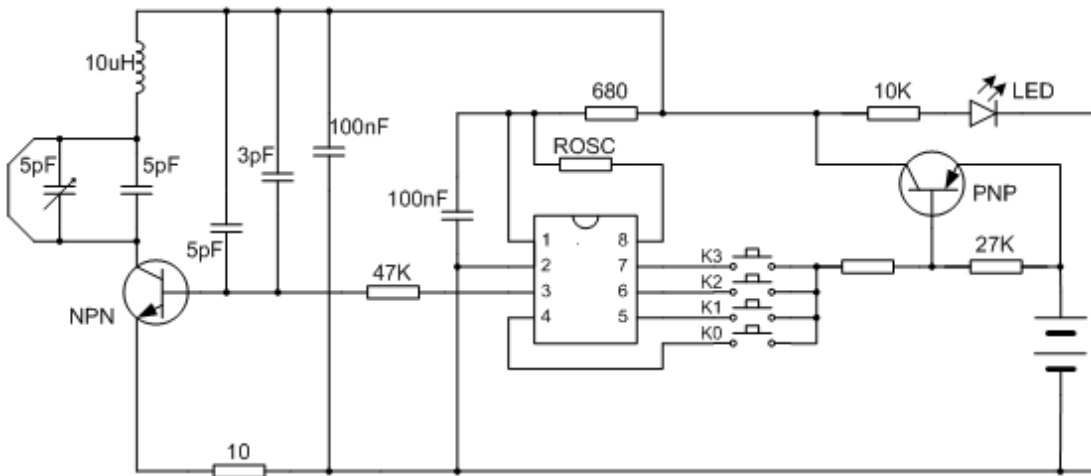 10uH
680
10K
LED
100nF
5pF
5pF
3pF
ROSC
100nF
PNP
5pF
1
8
K3
27K
2
7
47K
K2
3
6
NPN
K1
4
5
K0
10